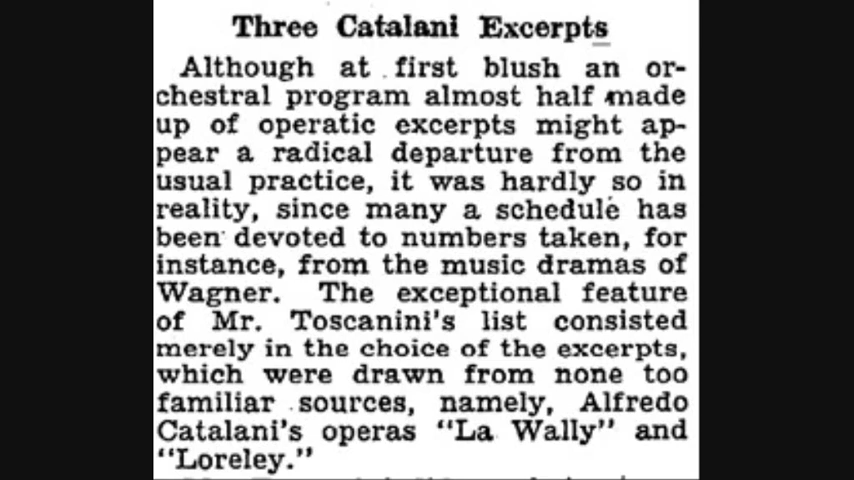 Three Catalani Excerpts
Although at first blush an or-
chestral program almost half made
up of operatic excerpts might ap-
pear a radical departure from the
usual practice, it was hardly so in
reality, since many a schedule has
been devoted to numbers taken, for
instance, from the music dramas of
Wagner. The exceptional feature
of Mr. Toscanini's list consisted
merely in the choice of the excerpts,
which were drawn from none too
familiar sources, namely, Alfredo
Catalani's operas "La Wally" and
"Loreley."